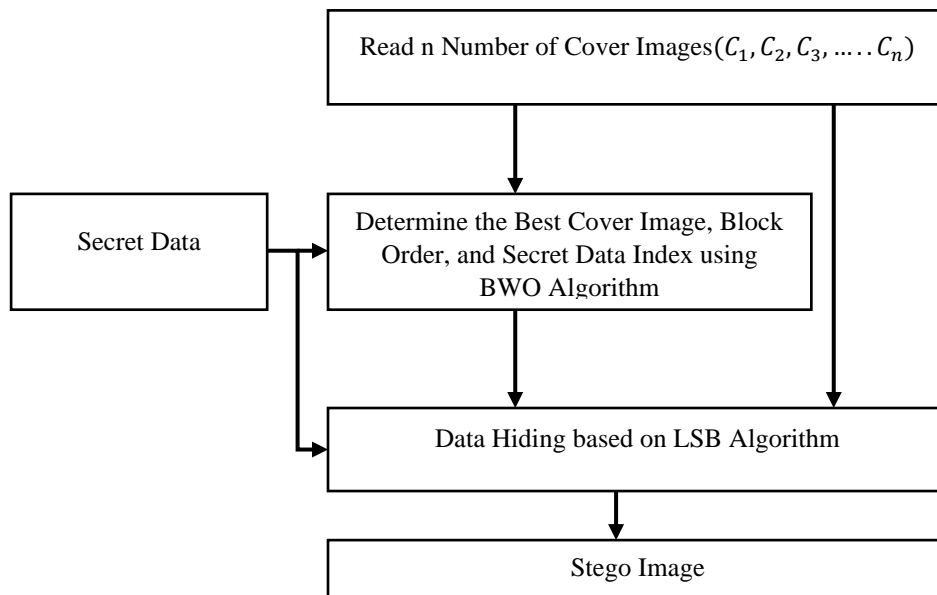 Read n Number of Cover Images(𝐶₁, 𝐶₂, 𝐶₃, ….. 𝐶ₙ)
Secret Data
Determine the Best Cover Image, Block
Order, and Secret Data Index using
BWO Algorithm
Data Hiding based on LSB Algorithm
Stego Image